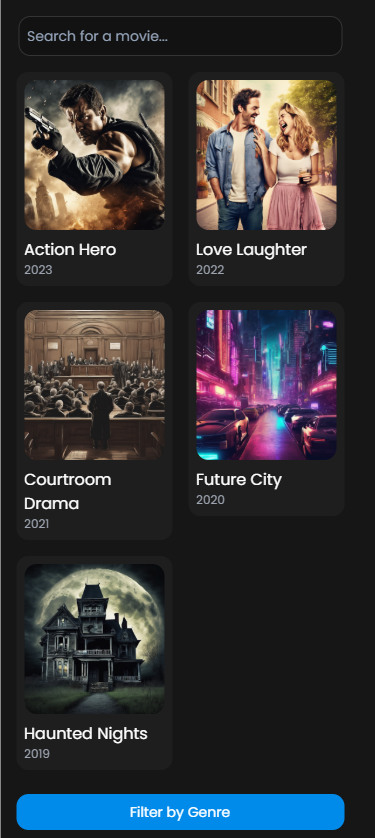 Search for a movie...
Action Hero
2023
Love Laughter
2022
Courtroom
Drama
2021
Future City
2020
Haunted Nights
2019
Filter by Genre